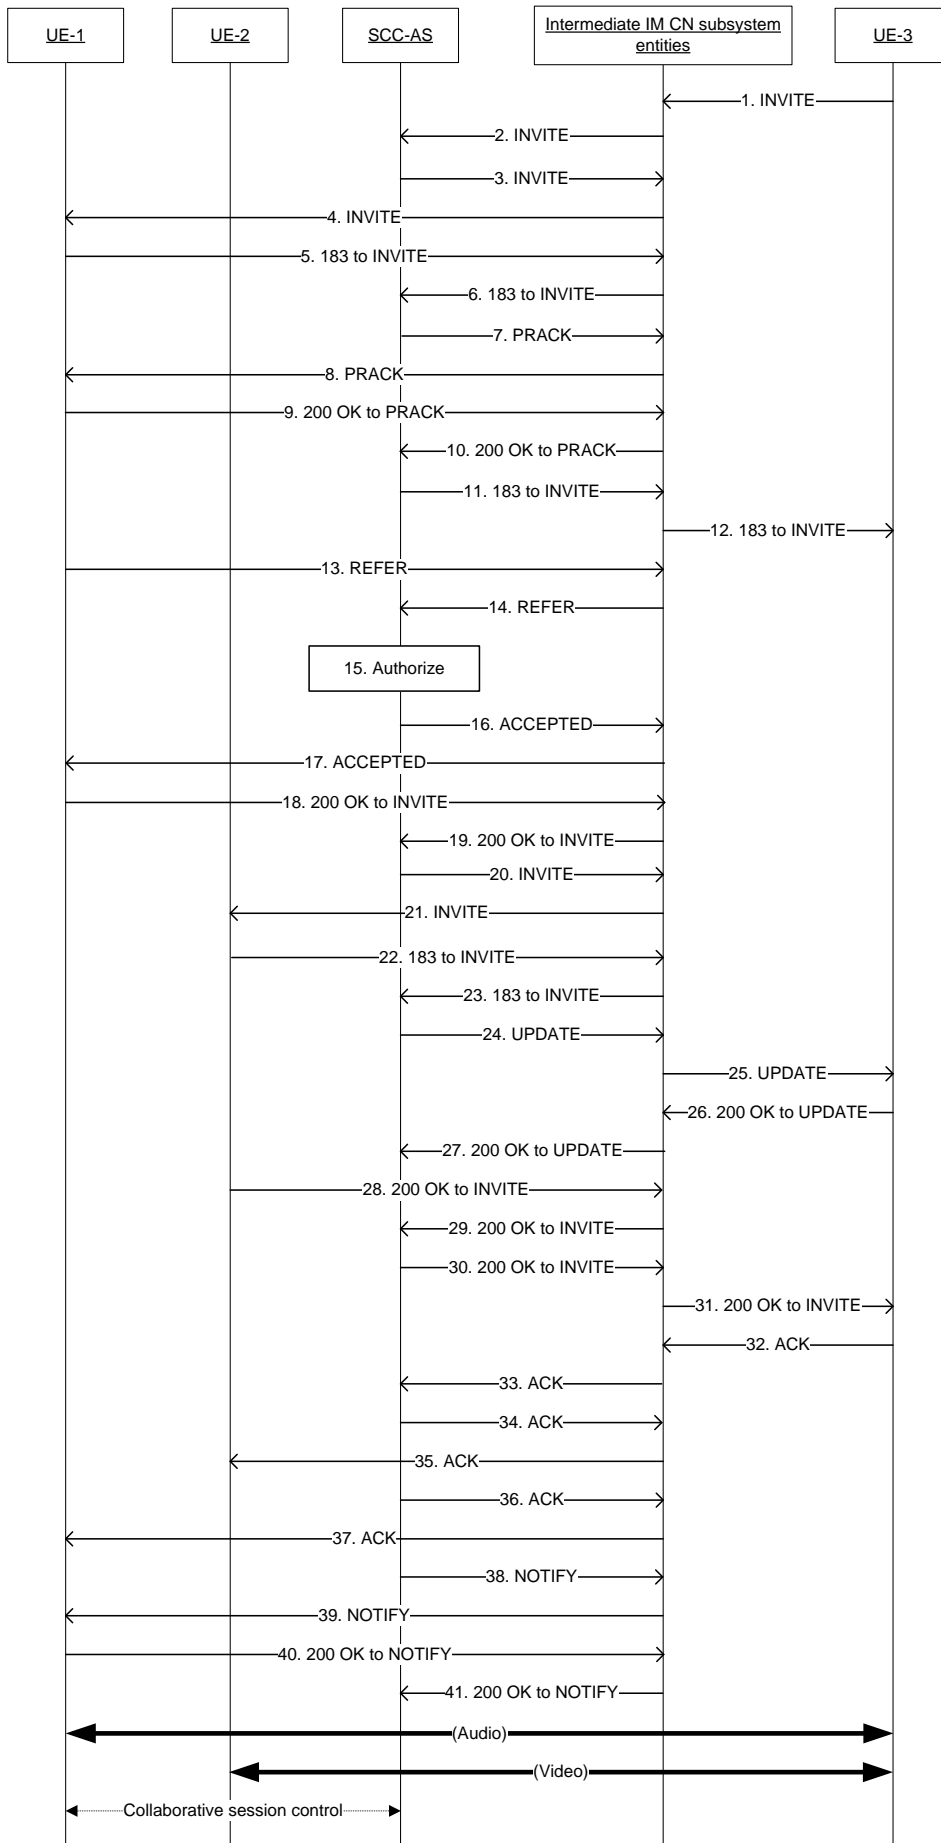 UE-1
UE-2
SCC-AS
Intermediate IM CN subsystem
entities
UE-3
1. INVITE
2. INVITE
3. INVITE
4. INVITE
5. 183 to INVITE
6. 183 to INVITE
7. PRACK
8. PRACK
9. 200 OK to PRACK
10. 200 OK to PRACK
11. 183 to INVITE
12. 183 to INVITE
13. REFER
14. REFER
15. Authorize
16. ACCEPTED
17. ACCEPTED
18. 200 OK to INVITE
19. 200 OK to INVITE
20. INVITE
21. INVITE
22. 183 to INVITE
23. 183 to INVITE
24. UPDATE
25. UPDATE
26. 200 OK to UPDATE
27. 200 OK to UPDATE
28. 200 OK to INVITE
29. 200 OK to INVITE
30. 200 OK to INVITE
31. 200 OK to INVITE
32. ACK
33. ACK
34. ACK
35. ACK
36. ACK
37. ACK
38. NOTIFY
39. NOTIFY
40. 200 OK to NOTIFY
41. 200 OK to NOTIFY
(Audio)
(Video)
Collaborative session control